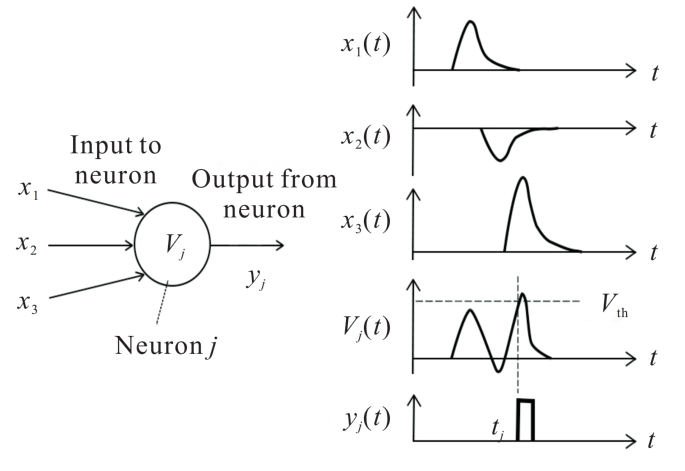 Input to
neuron
Output from
neuron
x₁
x₂
x₃
Vⱼ
yⱼ
Neuron j
x₁(t)
t
x₂(t)
t
x₃(t)
t
Vⱼ(t)
Vth
t
yⱼ(t)
tⱼ
t